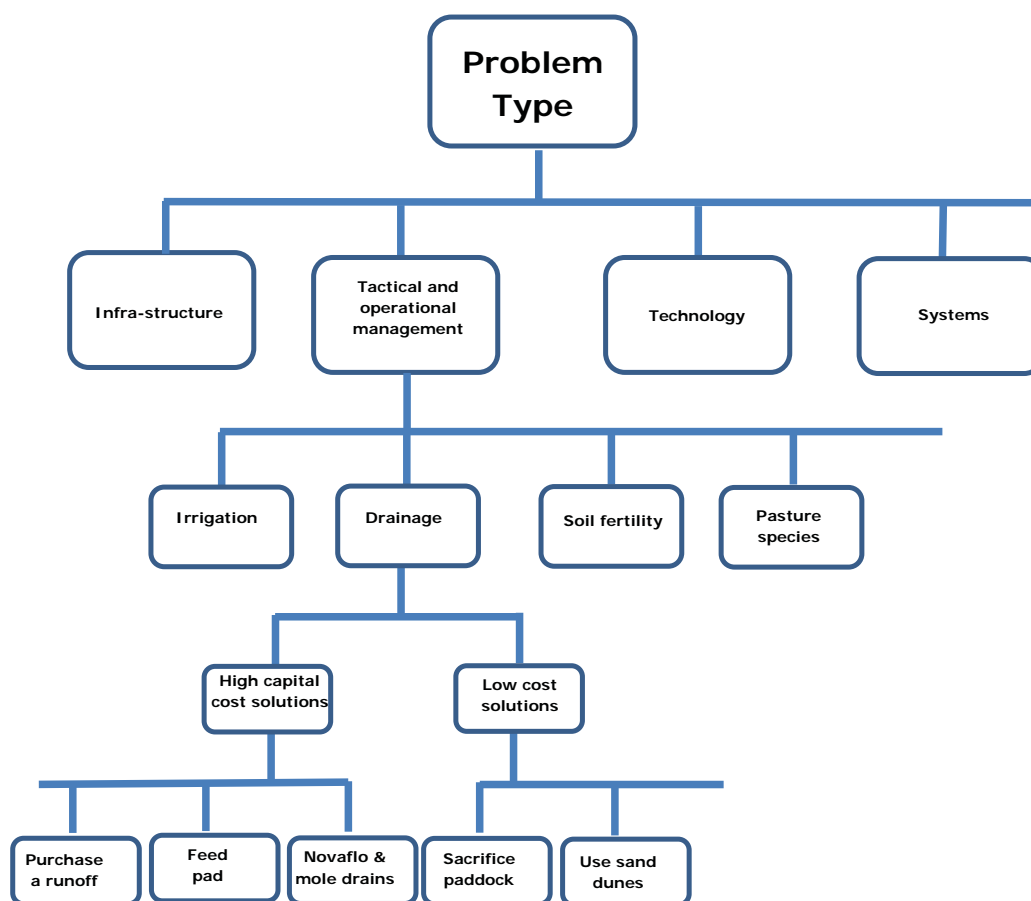 Problem
Type
Infra-structure
Tactical and
operational
management
Technology
Systems
Irrigation
Drainage
Soil fertility
Pasture
species
High capital
cost solutions
Low cost
solutions
Purchase
a runoff
Feed
pad
Novaflo &
mole drains
Sacrifice
paddock
Use sand
dunes